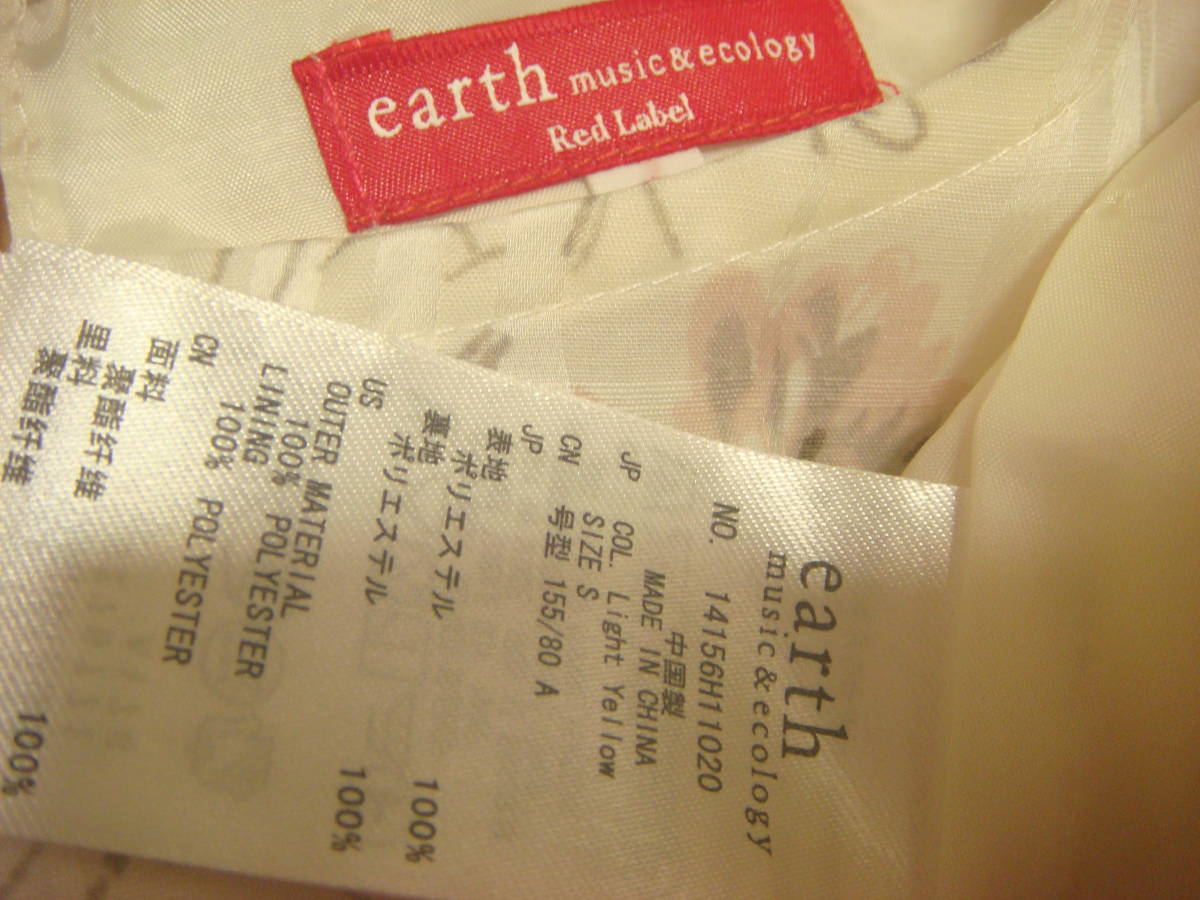 earth music&ecology
Red Label
earth
music&ecology
NO. 14156H11020
中国製
MADE IN CHINA
JP COL. Light Yellow
SIZE S
CN 号型 155/80 A
JP
表地 ポリエステル 100%
裏地 ポリエステル 100%
US
OUTER MATERIAL
100% POLYESTER
LINING
100% POLYESTER
CN
面料
聚酯纤维
里料
聚酯纤维 100%